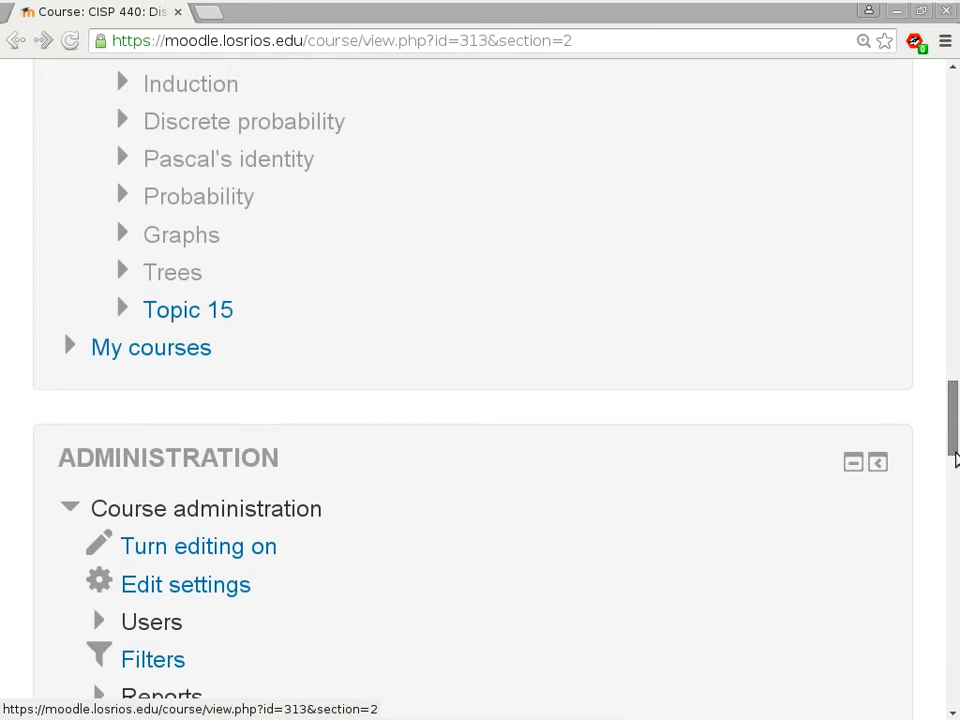 Course: CISP 440: Dis
https://moodle.losrios.edu/course/view.php?id=313&section=2
0
Induction
Discrete probability
Pascal's identity
Probability
Graphs
Trees
Topic 15
My courses
ADMINISTRATION
Course administration
Turn editing on
Edit settings
Users
Filters
Reports
https://moodle.losrios.edu/course/view.php?id=313&section=2